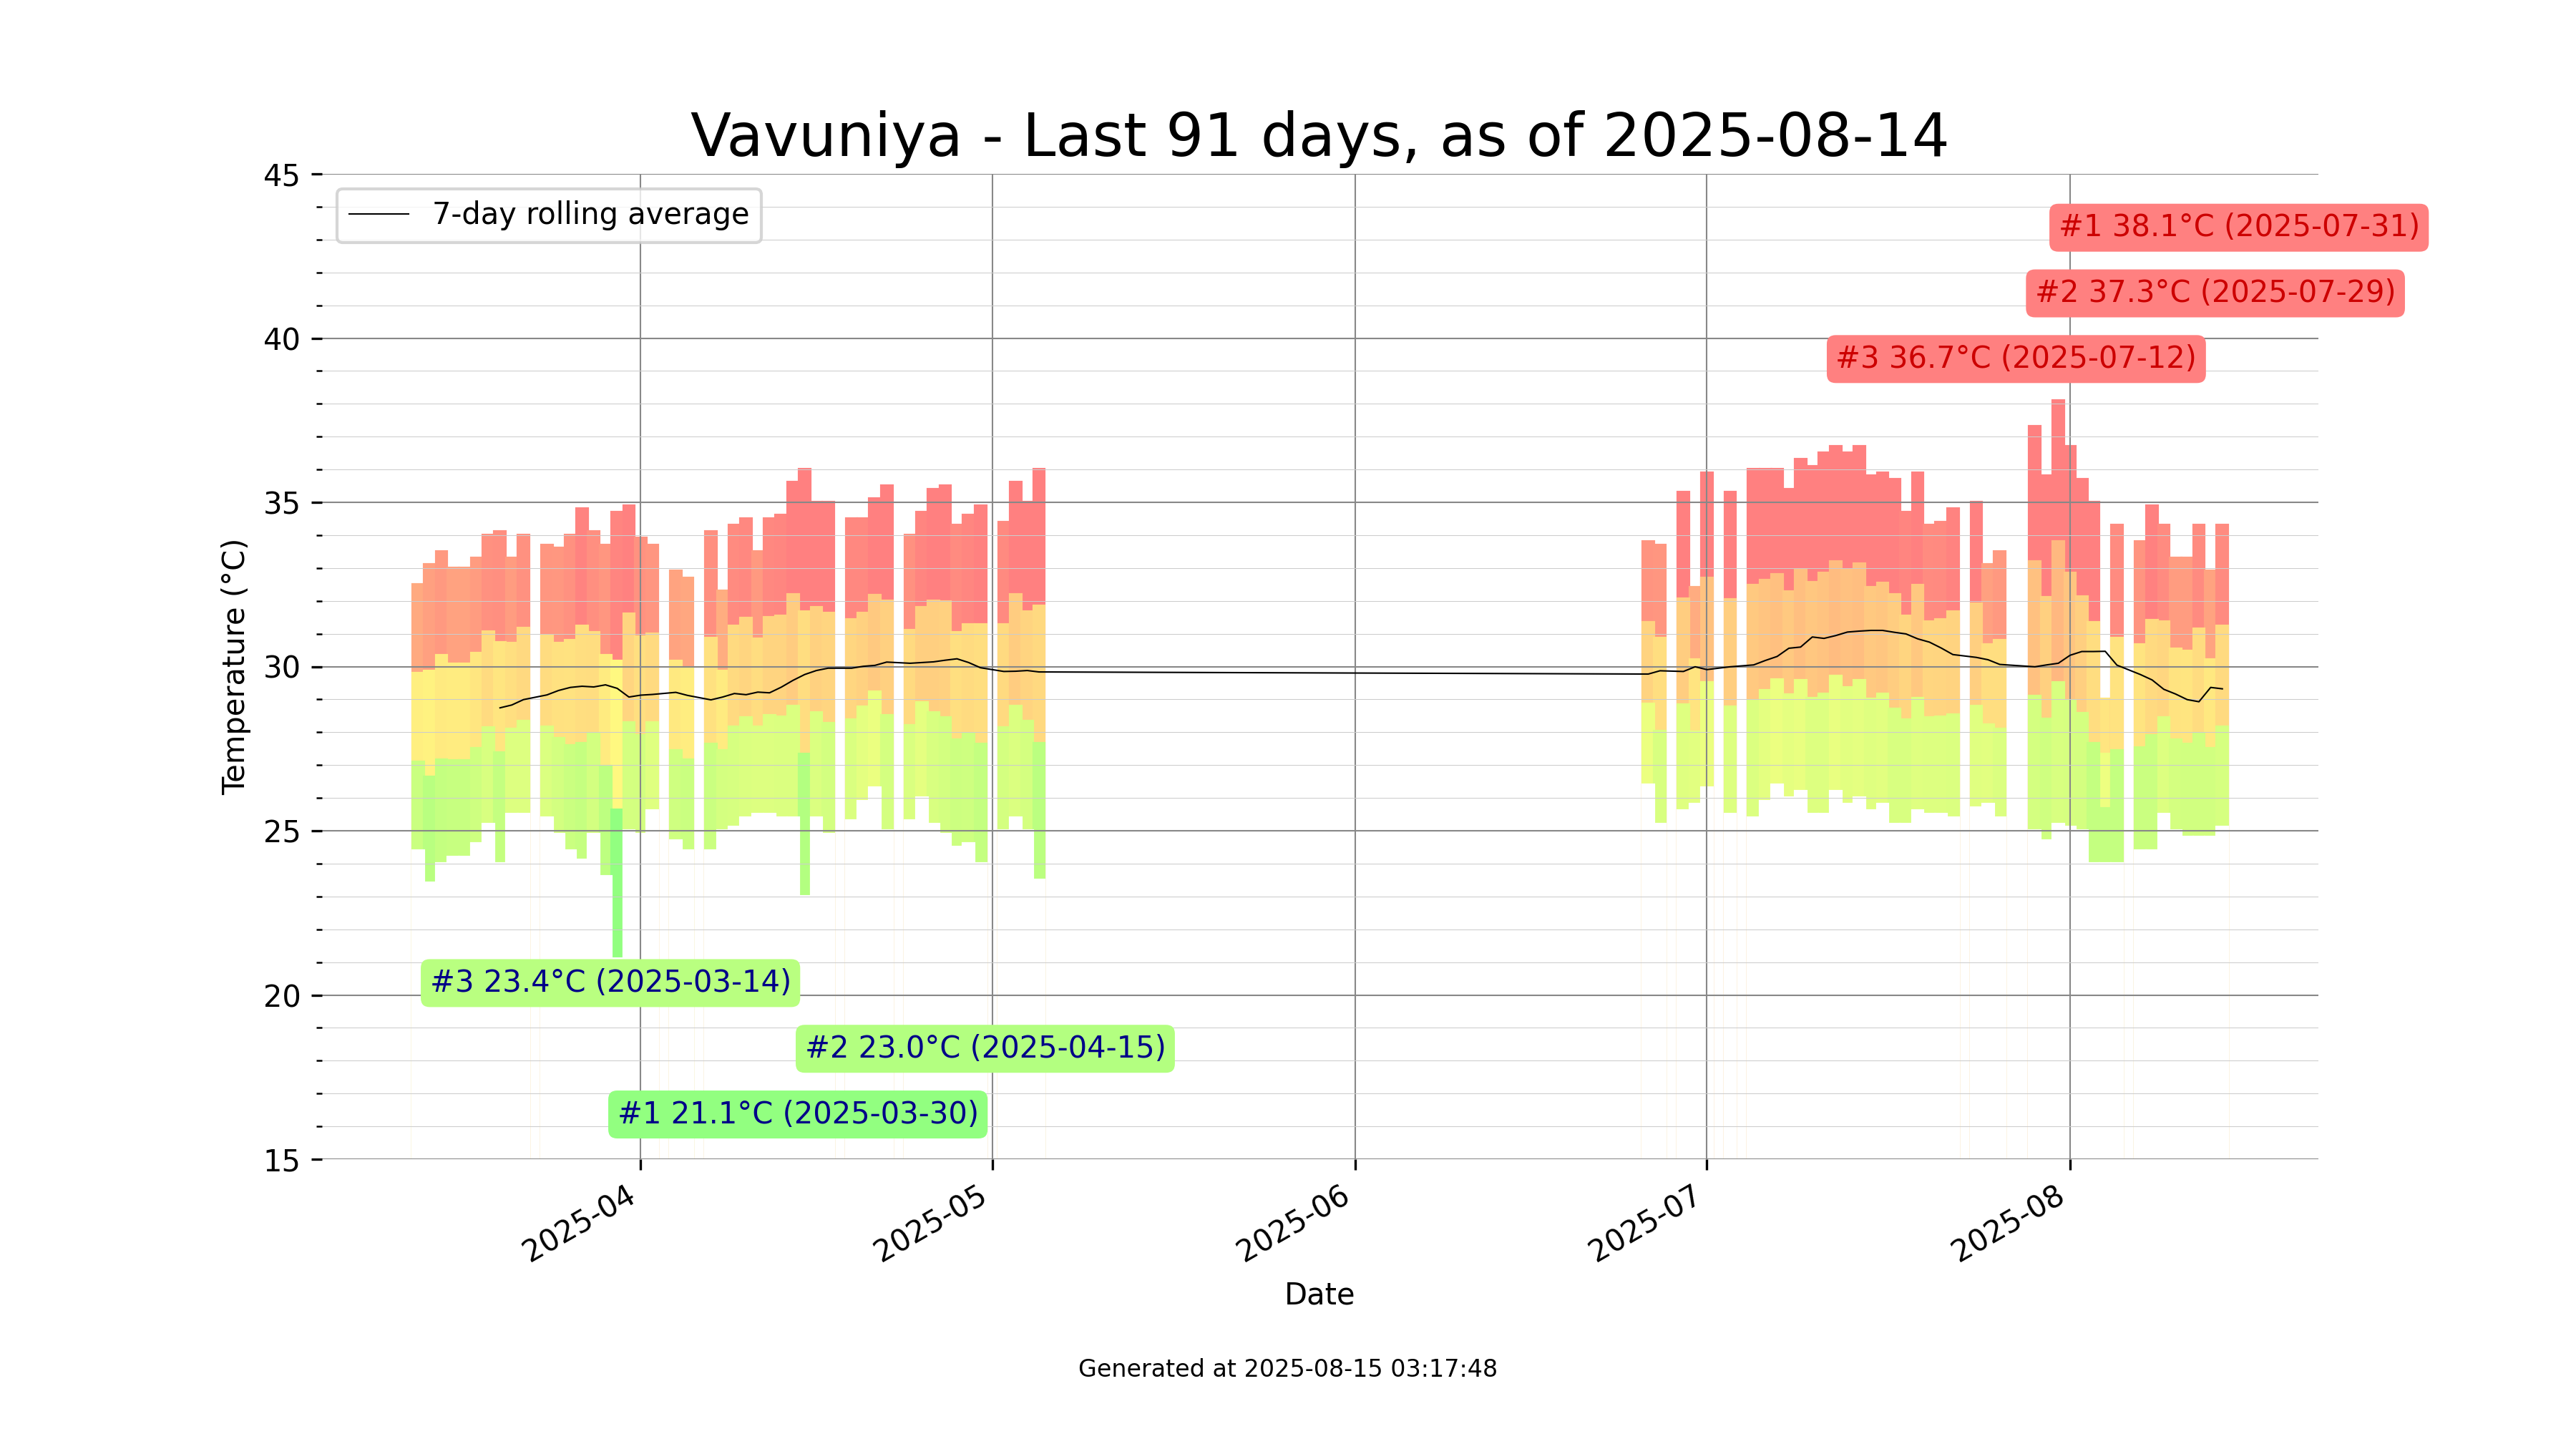 Vavuniya - Last 91 days, as of 2025-08-14
45
40
35
30
25
20
15
Temperature (°C)
7-day rolling average
#1 38.1°C (2025-07-31)
#2 37.3°C (2025-07-29)
#3 36.7°C (2025-07-12)
#3 23.4°C (2025-03-14)
#2 23.0°C (2025-04-15)
#1 21.1°C (2025-03-30)
2025-04
2025-05
2025-06
2025-07
2025-08
Date
Generated at 2025-08-15 03:17:48